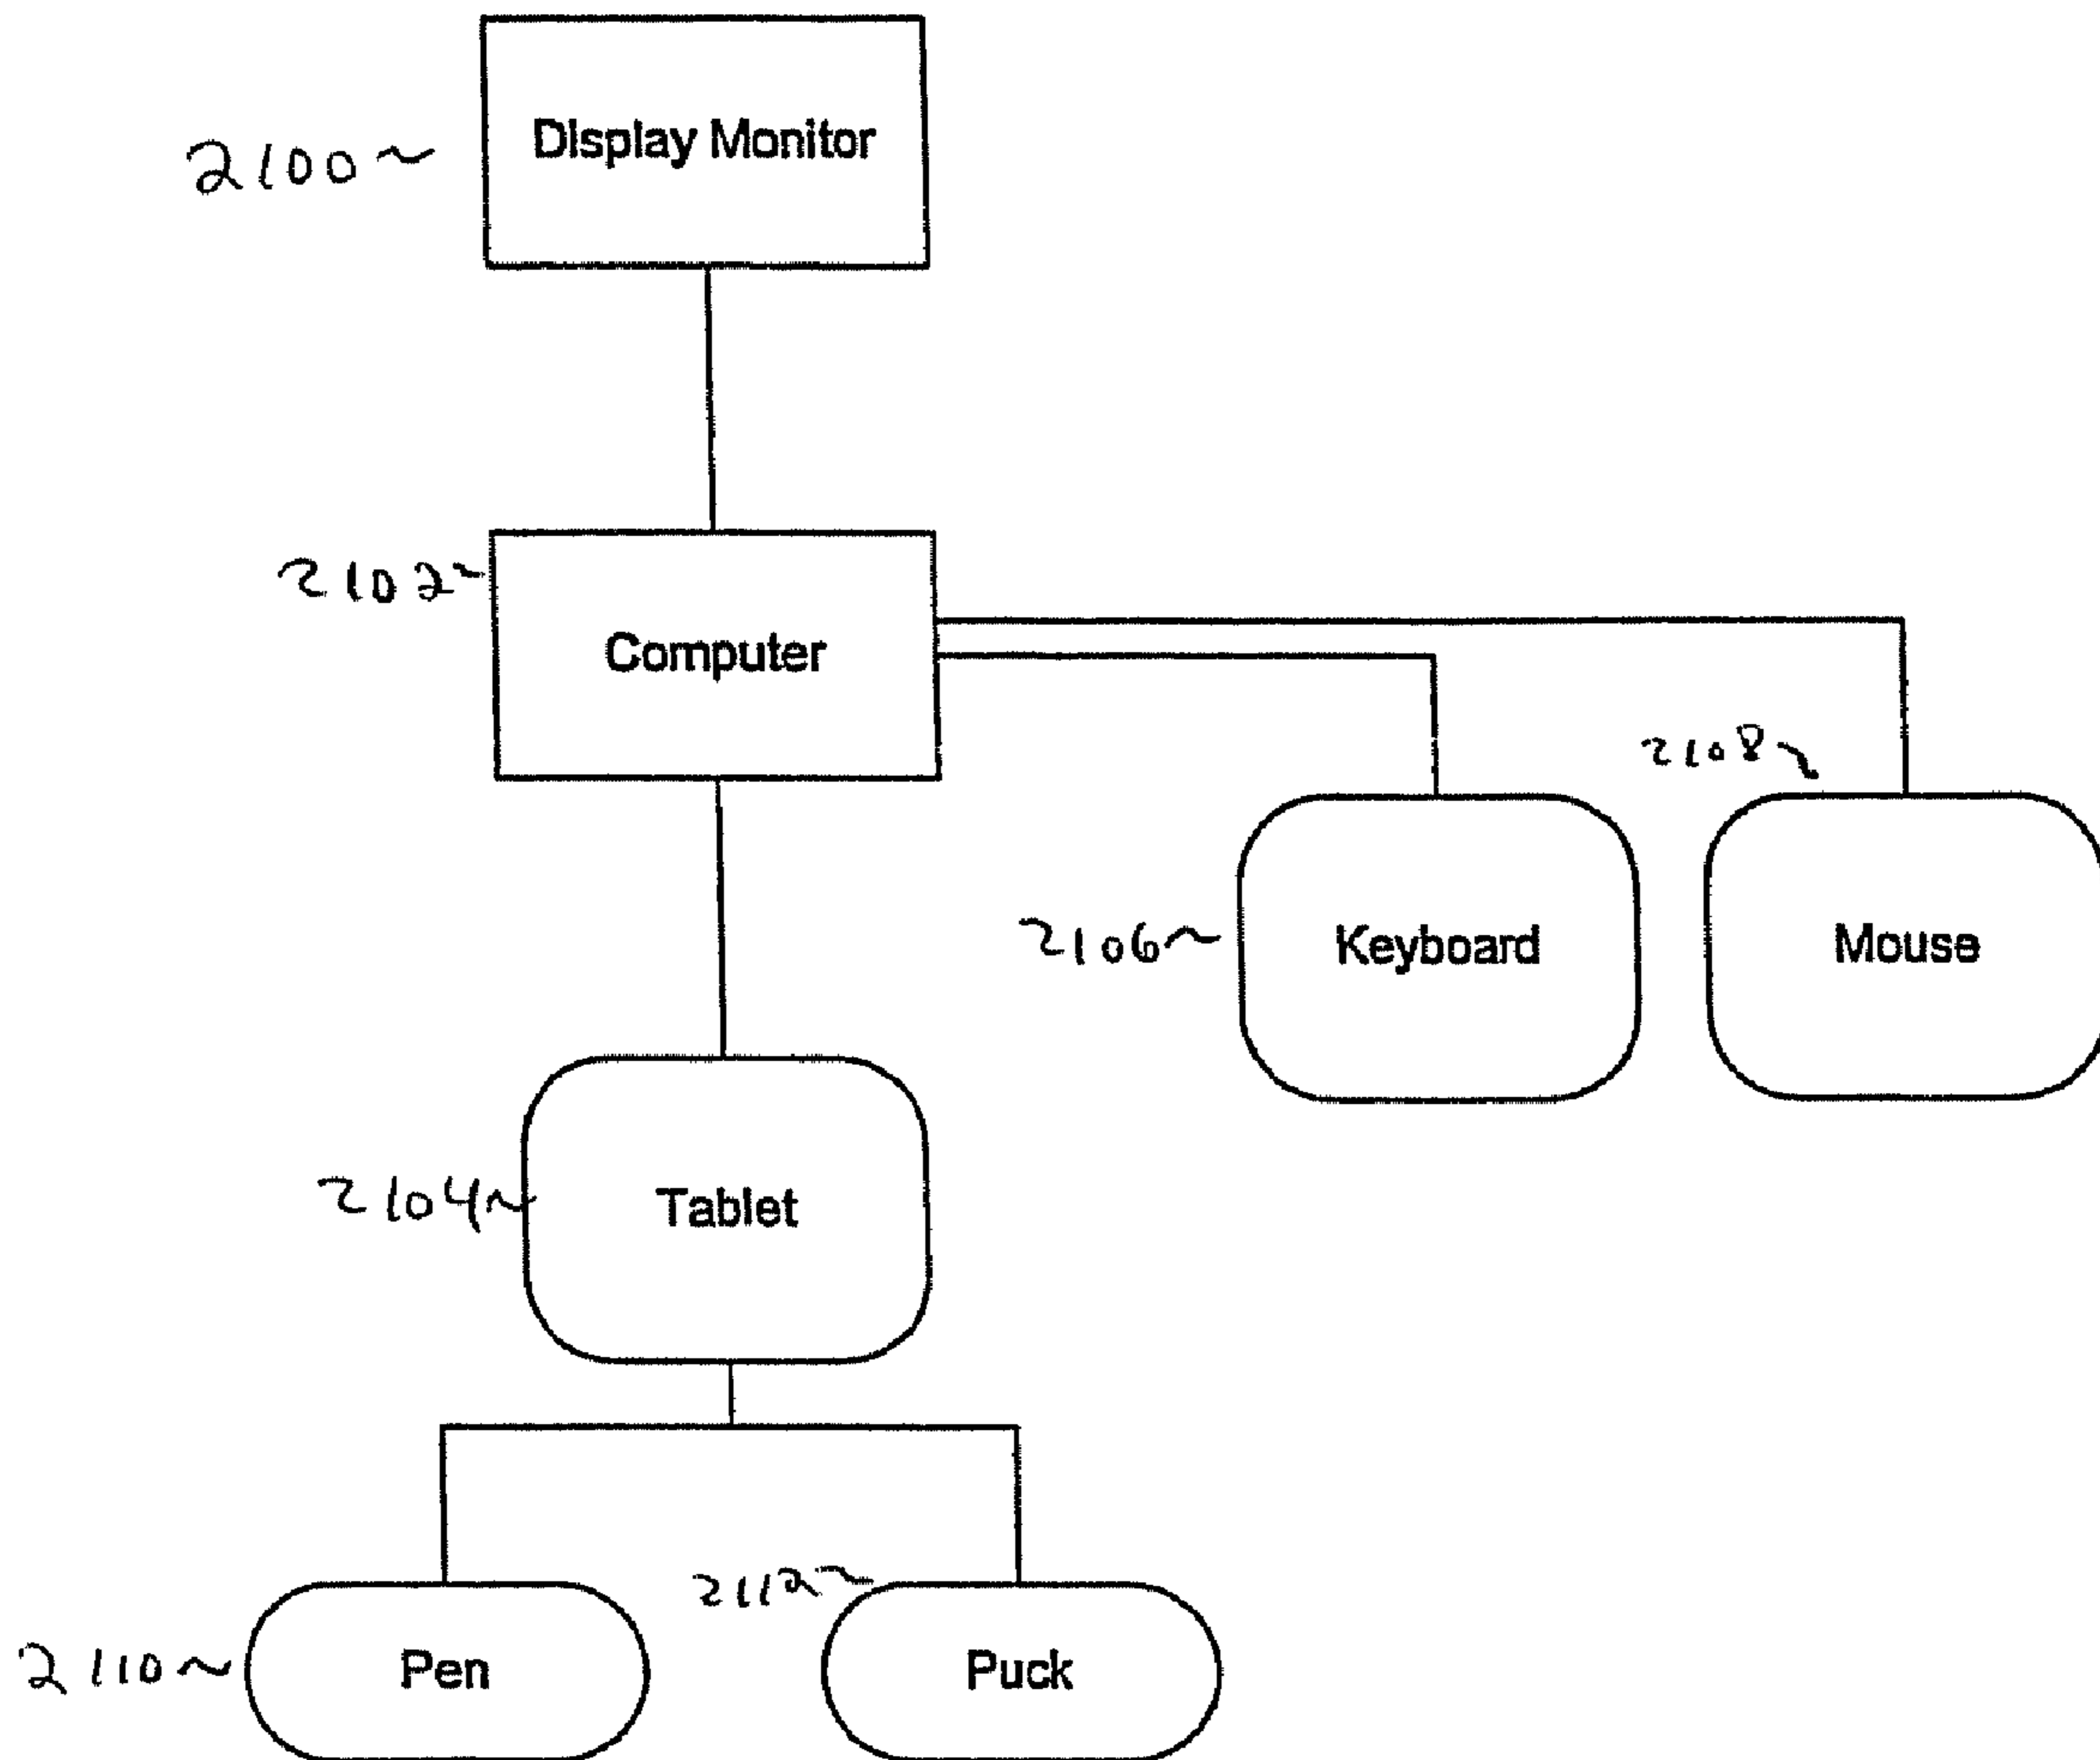 Display Monitor
2100
2102
Computer
2108
2106
Keyboard
Mouse
2104
Tablet
2112
2110
Pen
Puck